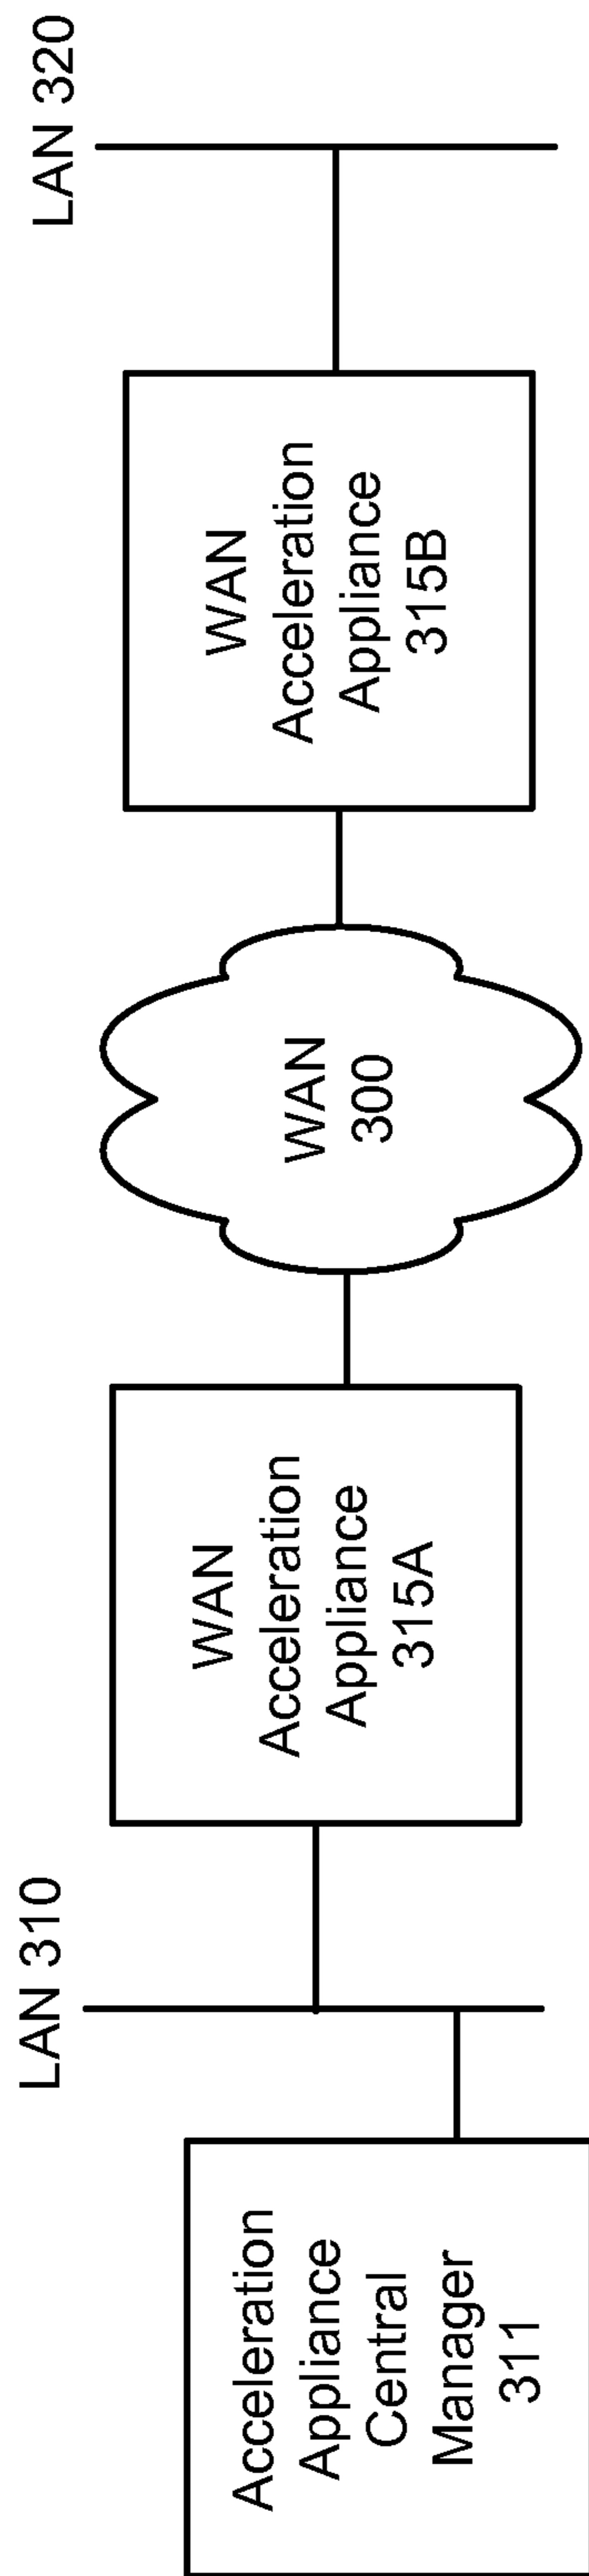 Acceleration
Appliance
Central
Manager
311
LAN 310
WAN
Acceleration
Appliance
315A
WAN
300
WAN
Acceleration
Appliance
315B
LAN 320